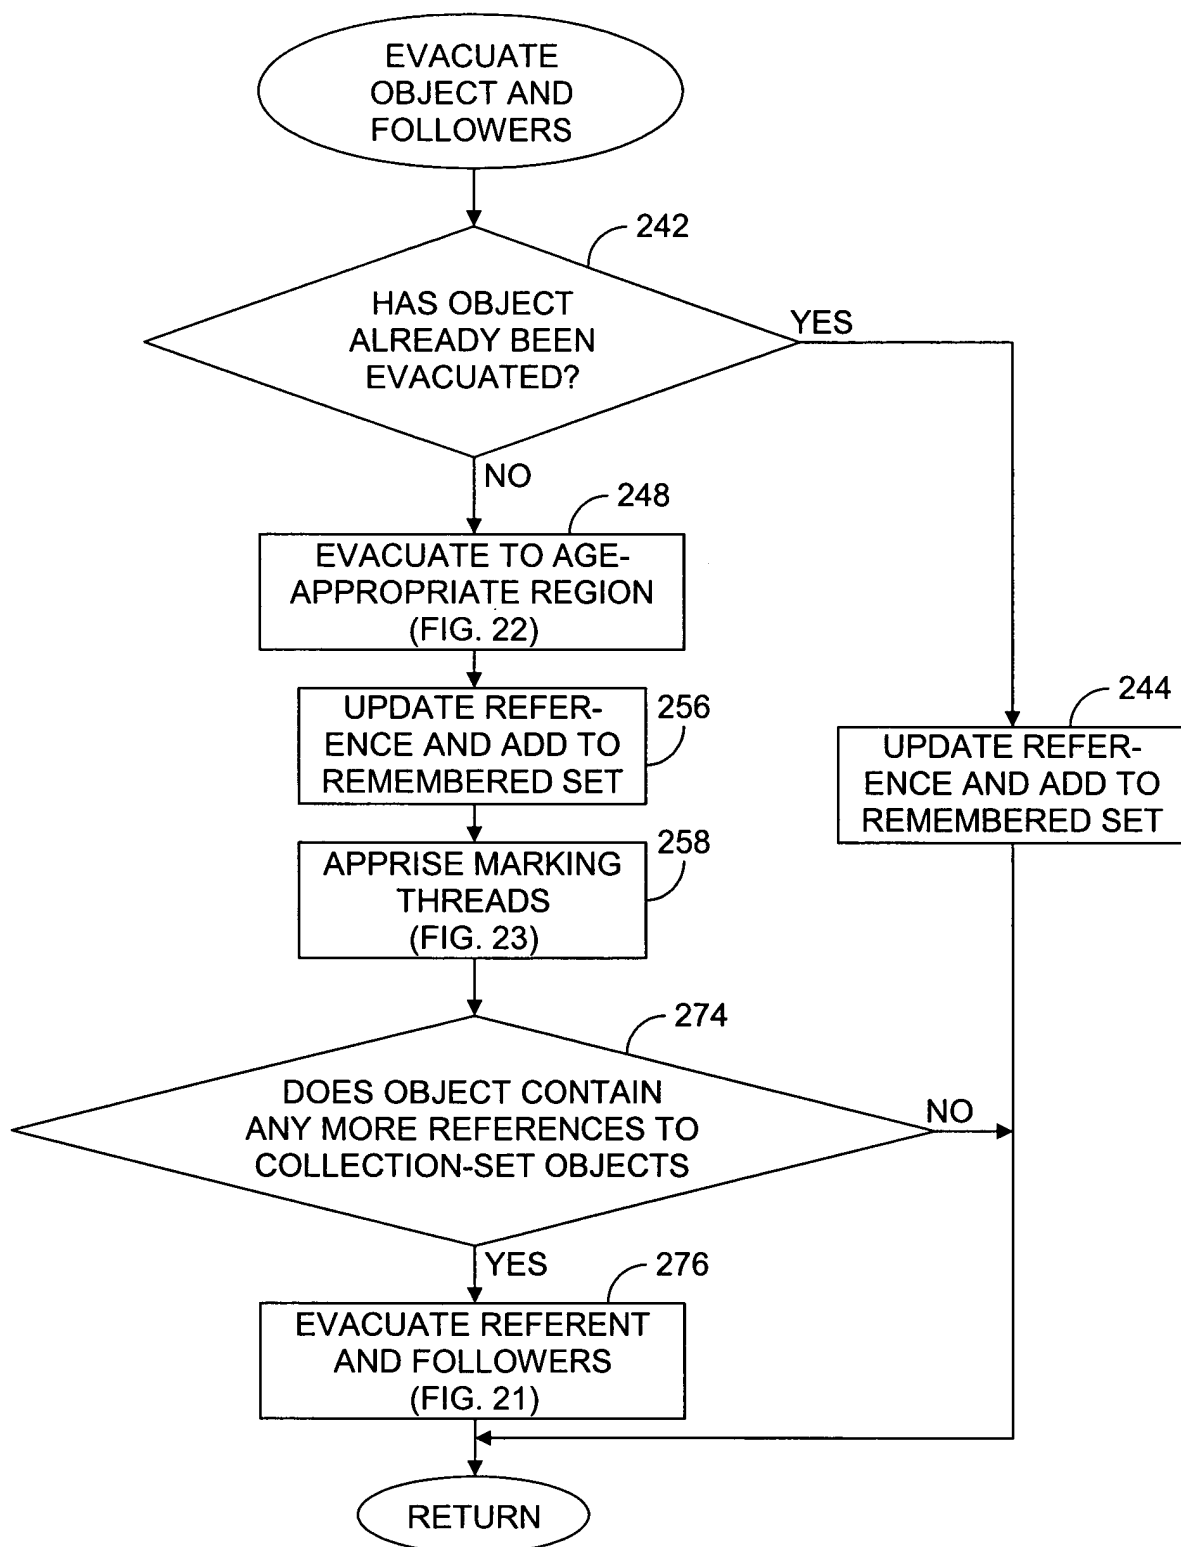 EVACUATE
OBJECT AND
FOLLOWERS
242
HAS OBJECT
ALREADY BEEN
EVACUATED?
YES
NO
248
EVACUATE TO AGE-
APPROPRIATE REGION
(FIG. 22)
UPDATE REFER-
ENCE AND ADD TO
REMEMBERED SET
256
244
UPDATE REFER-
ENCE AND ADD TO
REMEMBERED SET
APPRISE MARKING
THREADS
(FIG. 23)
258
274
DOES OBJECT CONTAIN
ANY MORE REFERENCES TO
COLLECTION-SET OBJECTS
NO
YES
276
EVACUATE REFERENT
AND FOLLOWERS
(FIG. 21)
RETURN